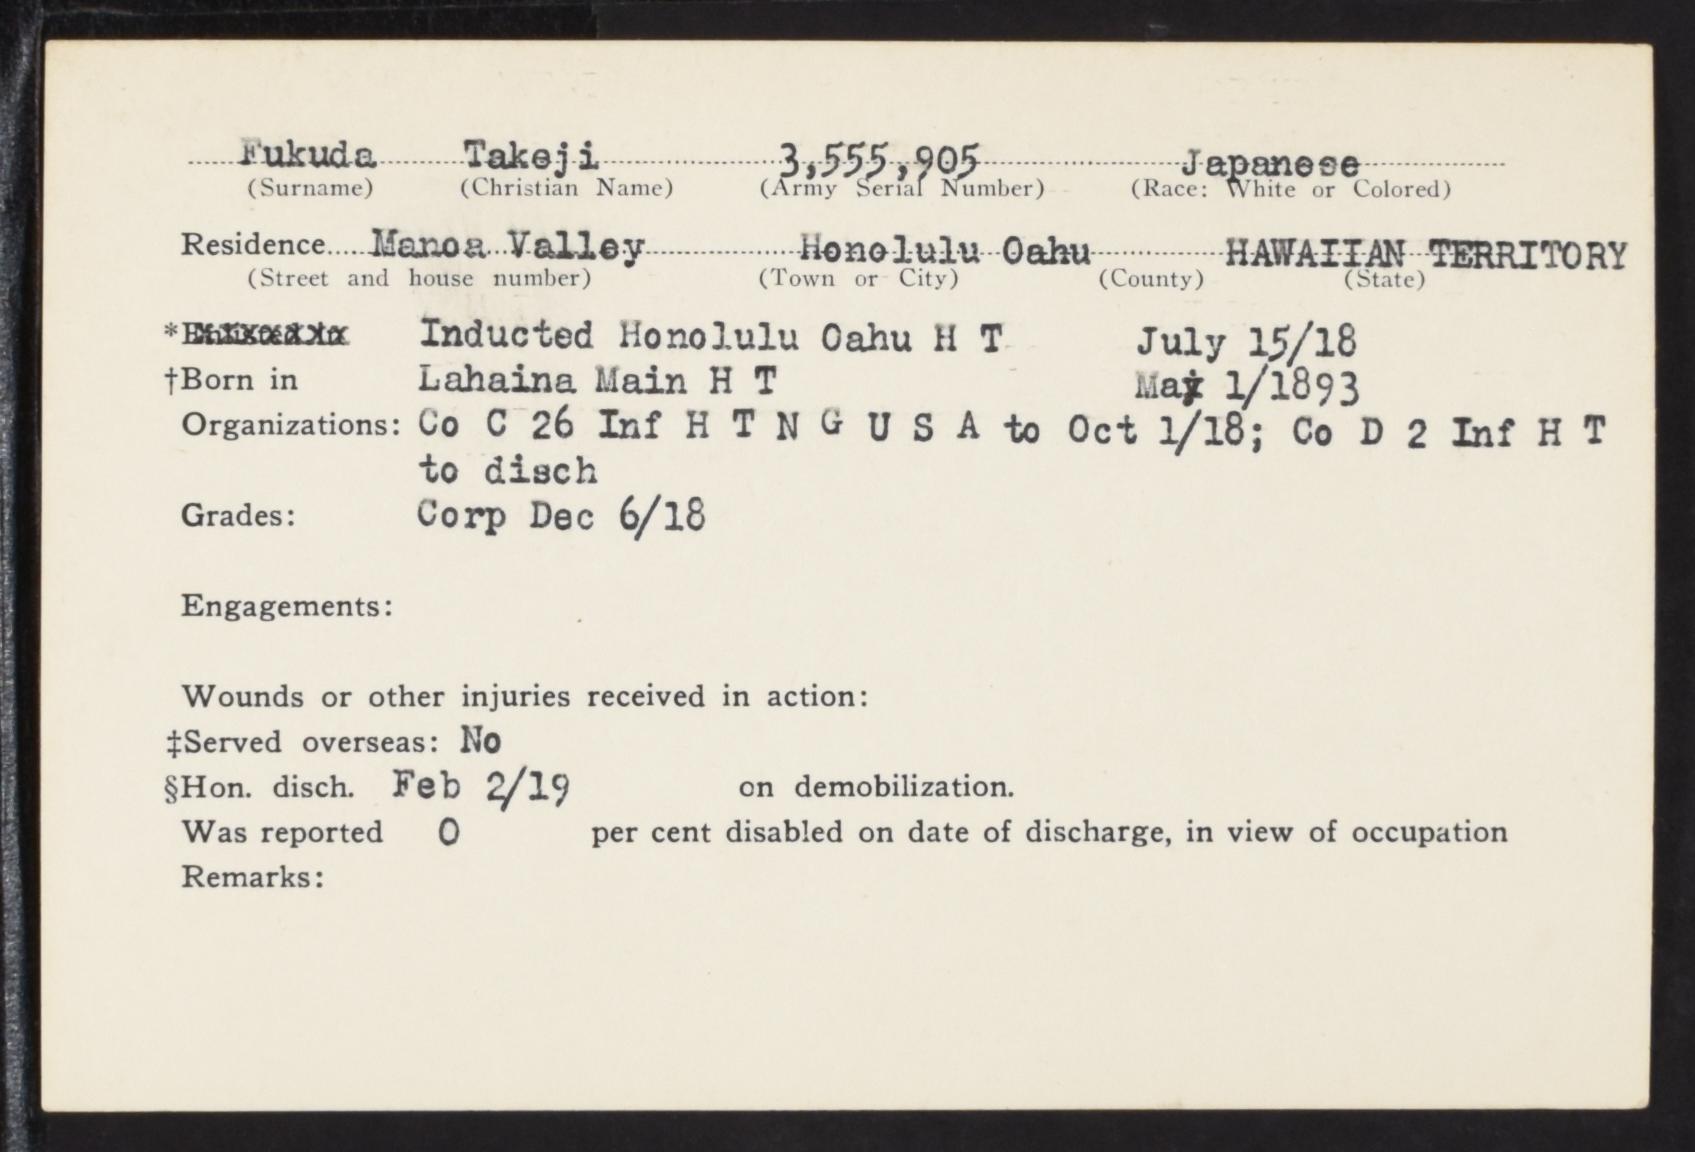 Fukuda Takeji 3,555,905 Japanese
(Surname) (Christian Name) (Army Serial Number) (Race: White or Colored)
Residence Manoa Valley Honolulu Oahu HAWAIIAN TERRITORY
(Street and house number) (Town or City) (County) (State)
*Enlisted in Inducted Honolulu Oahu H T July 15/18
†Born in Lahaina Main H T May 1/1893
Organizations: Co C 26 Inf H T N G U S A to Oct 1/18; Co D 2 Inf H T
to disch
Grades: Corp Dec 6/18
Engagements:
Wounds or other injuries received in action:
‡Served overseas: No
§Hon. disch. Feb 2/19 on demobilization.
Was reported 0 per cent disabled on date of discharge, in view of occupation
Remarks: